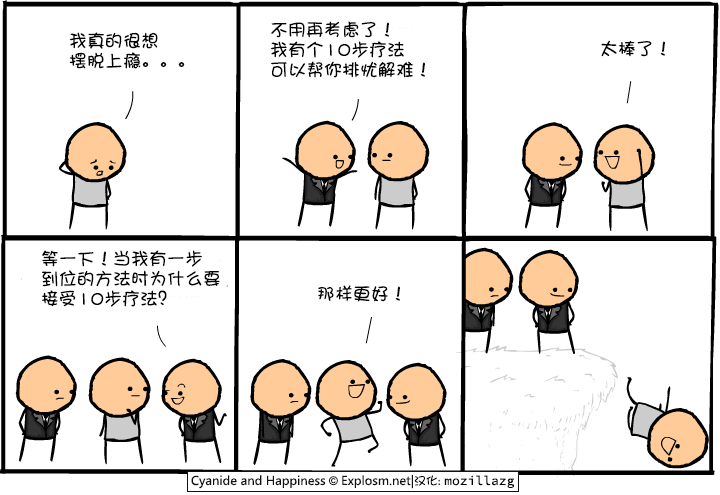 我真的很想
摆脱上瘾。。。
不用再考虑了！
我有个10步疗法
可以帮你排忧解难！
太棒了！
等一下！当我有一步
到位的方法时为什么要
接受10步疗法？
那样更好！
Cyanide and Happiness © Explosm.net|汉化: mozillazg